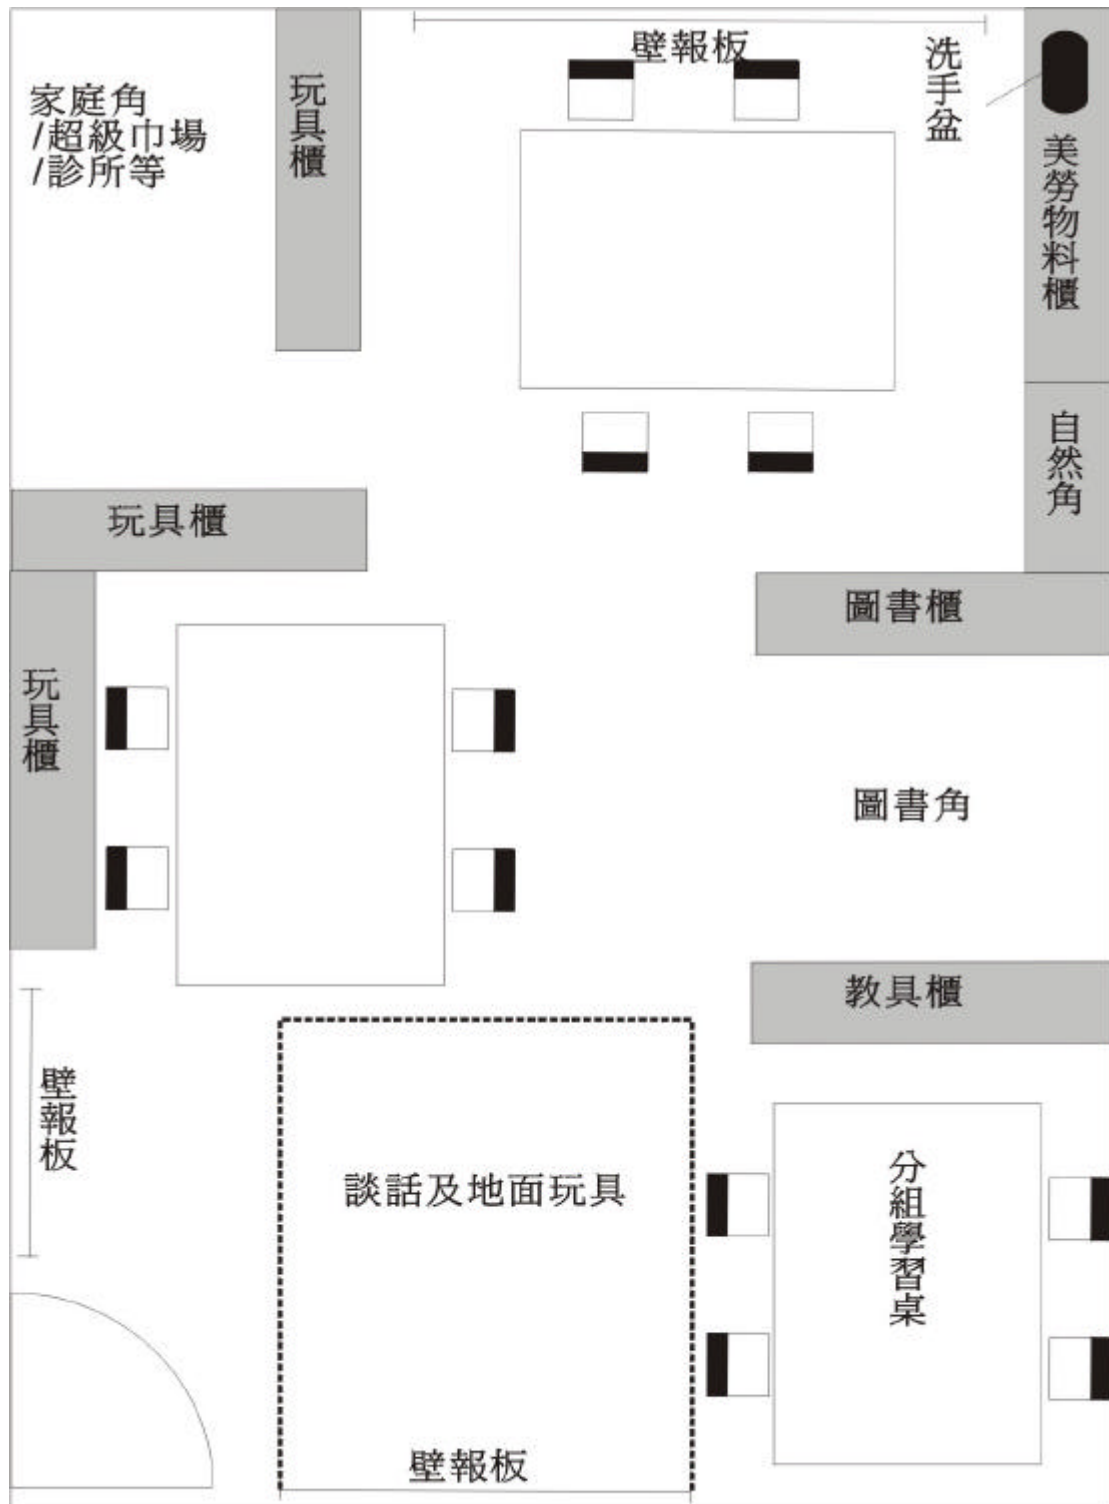 家庭角
/超級巾場
/診所等
玩具櫃
壁報板
洗手盆
美勞物料櫃
自然角
玩具櫃
圖書櫃
玩具櫃
圖書角
教具櫃
壁報板
談話及地面玩具
分組學習桌
壁報板